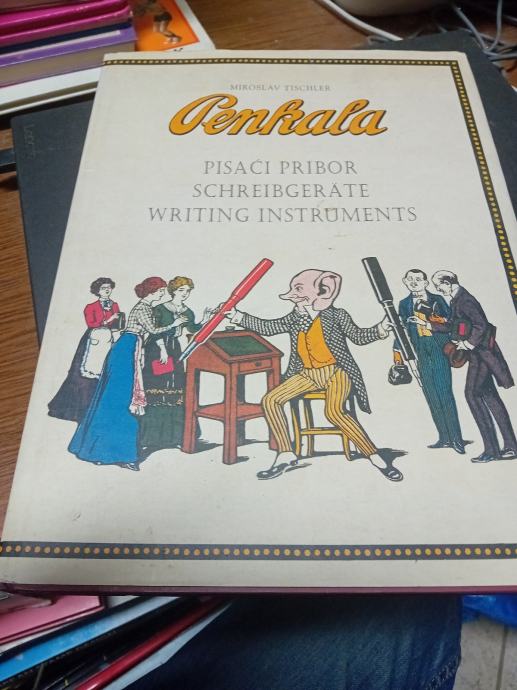 MIROSLAV TISCHLER
Penkala
PISAĆI PRIBOR
SCHREIBGERÄTE
WRITING INSTRUMENTS